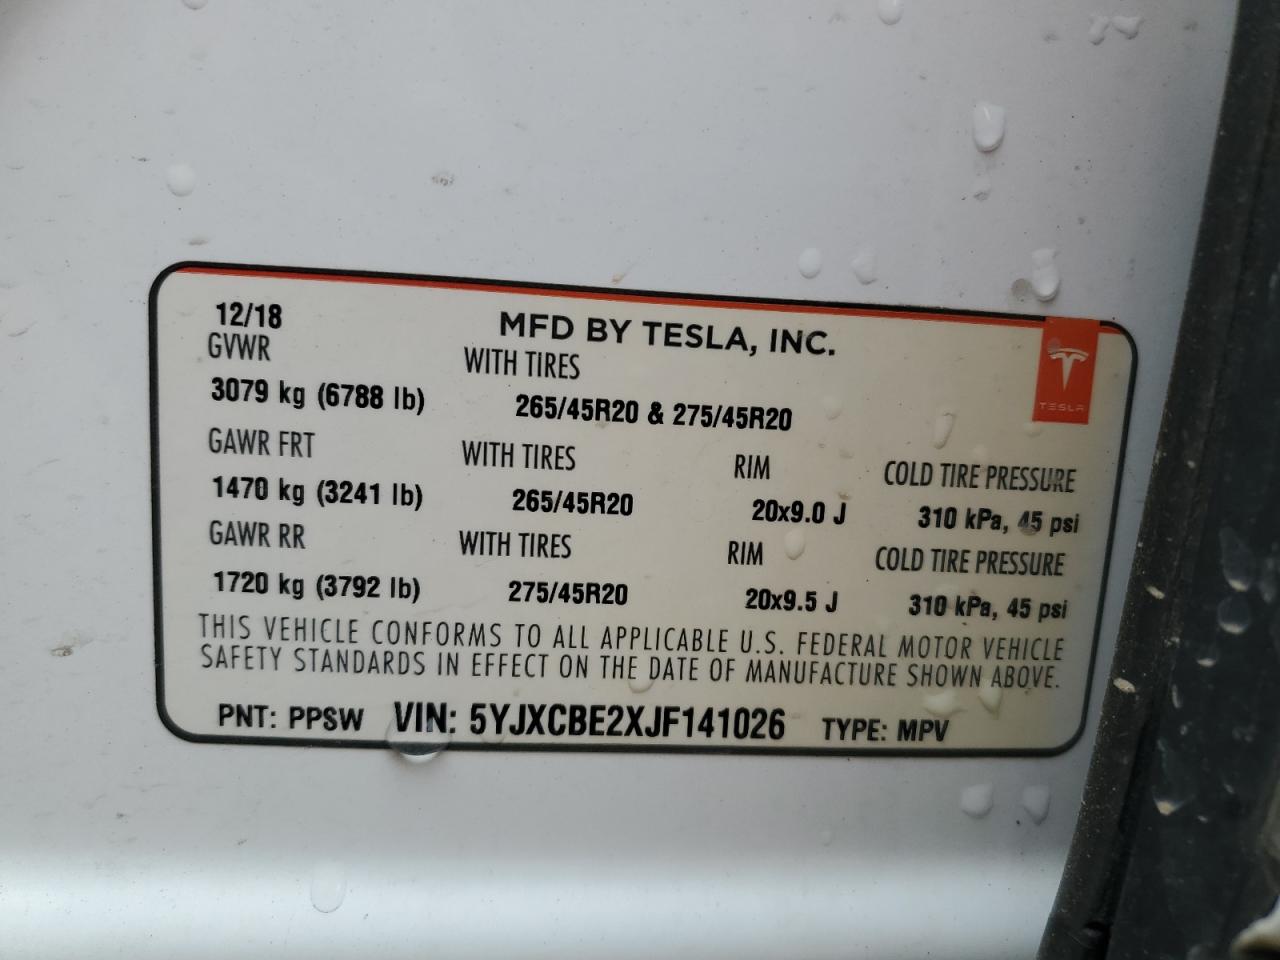 12/18 MFD BY TESLA, INC.
GVWR WITH TIRES
3079 kg (6788 lb) 265/45R20 & 275/45R20
TESLA
GAWR FRT WITH TIRES RIM COLD TIRE PRESSURE
1470 kg (3241 lb) 265/45R20 20x9.0 J 310 kPa, 45 psi
GAWR RR WITH TIRES RIM COLD TIRE PRESSURE
1720 kg (3792 lb) 275/45R20 20x9.5 J 310 kPa, 45 psi
THIS VEHICLE CONFORMS TO ALL APPLICABLE U.S. FEDERAL MOTOR VEHICLE
SAFETY STANDARDS IN EFFECT ON THE DATE OF MANUFACTURE SHOWN ABOVE.
PNT: PPSW VIN: 5YJXCBE2XJF141026 TYPE: MPV